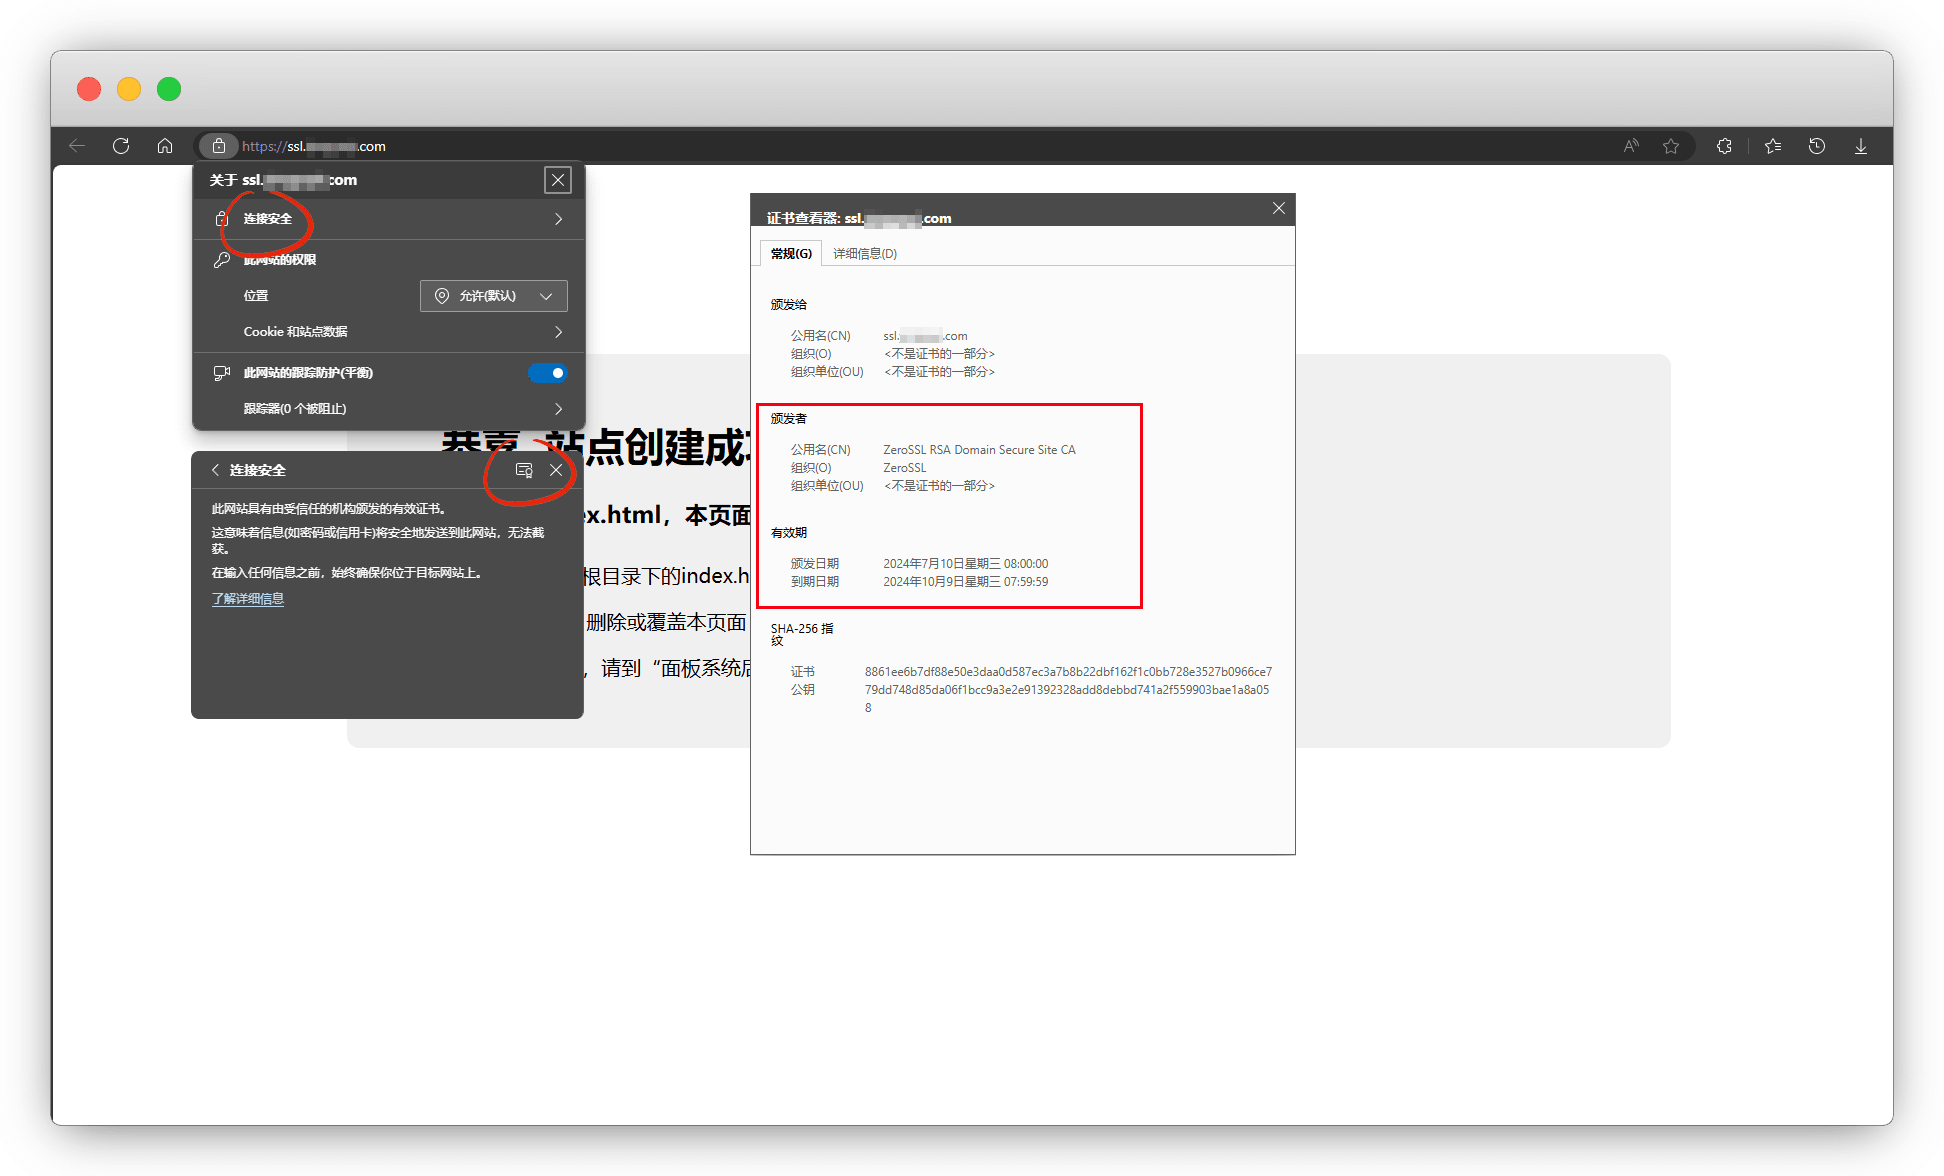 https://ssl. .com
关于 ssl. com
连接安全
此网站的权限
位置
允许(默认)
Cookie 和站点数据
此网站的跟踪防护(平衡)
跟踪器(0 个被阻止)
连接安全
此网站具有由受信任的机构颁发的有效证书。
这意味着信息(如密码或信用卡)将安全地发送到此网站，无法截
获。
在输入任何信息之前，始终确保你位于目标网站上。
了解详细信息
站点创建成
ex.html，本页面
根目录下的index.h
删除或覆盖本页面
，请到“面板系统后
证书查看器: ssl. .com
常规(G)
详细信息(D)
颁发给
公用名(CN) ssl. .com
组织(O) <不是证书的一部分>
组织单位(OU) <不是证书的一部分>
颁发者
公用名(CN) ZeroSSL RSA Domain Secure Site CA
组织(O) ZeroSSL
组织单位(OU) <不是证书的一部分>
有效期
颁发日期 2024年7月10日星期三 08:00:00
到期日期 2024年10月9日星期三 07:59:59
SHA-256 指
纹
证书 8861ee6b7df88e50e3daa0d587ec3a7b8b22dbf162f1c0bb728e3527b0966ce7
公钥 79dd748d85da06f1bcc9a3e2e91392328add8debbd741a2f559903bae1a8a05
8